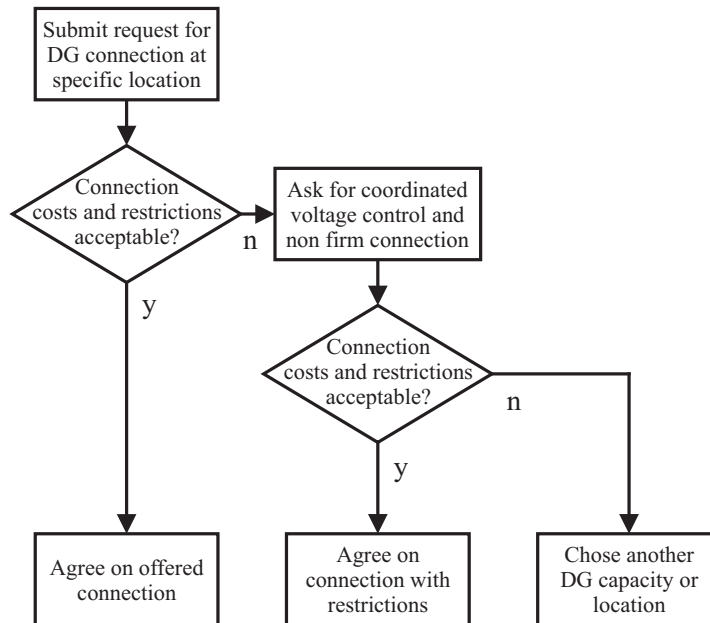 Submit request for
DG connection at
specific location
Connection
costs and restrictions
acceptable?
n
Ask for coordinated
voltage control and
non firm connection
y
Connection
costs and restrictions
acceptable?
n
y
Agree on offered
connection
Agree on
connection with
restrictions
Chose another
DG capacity or
location